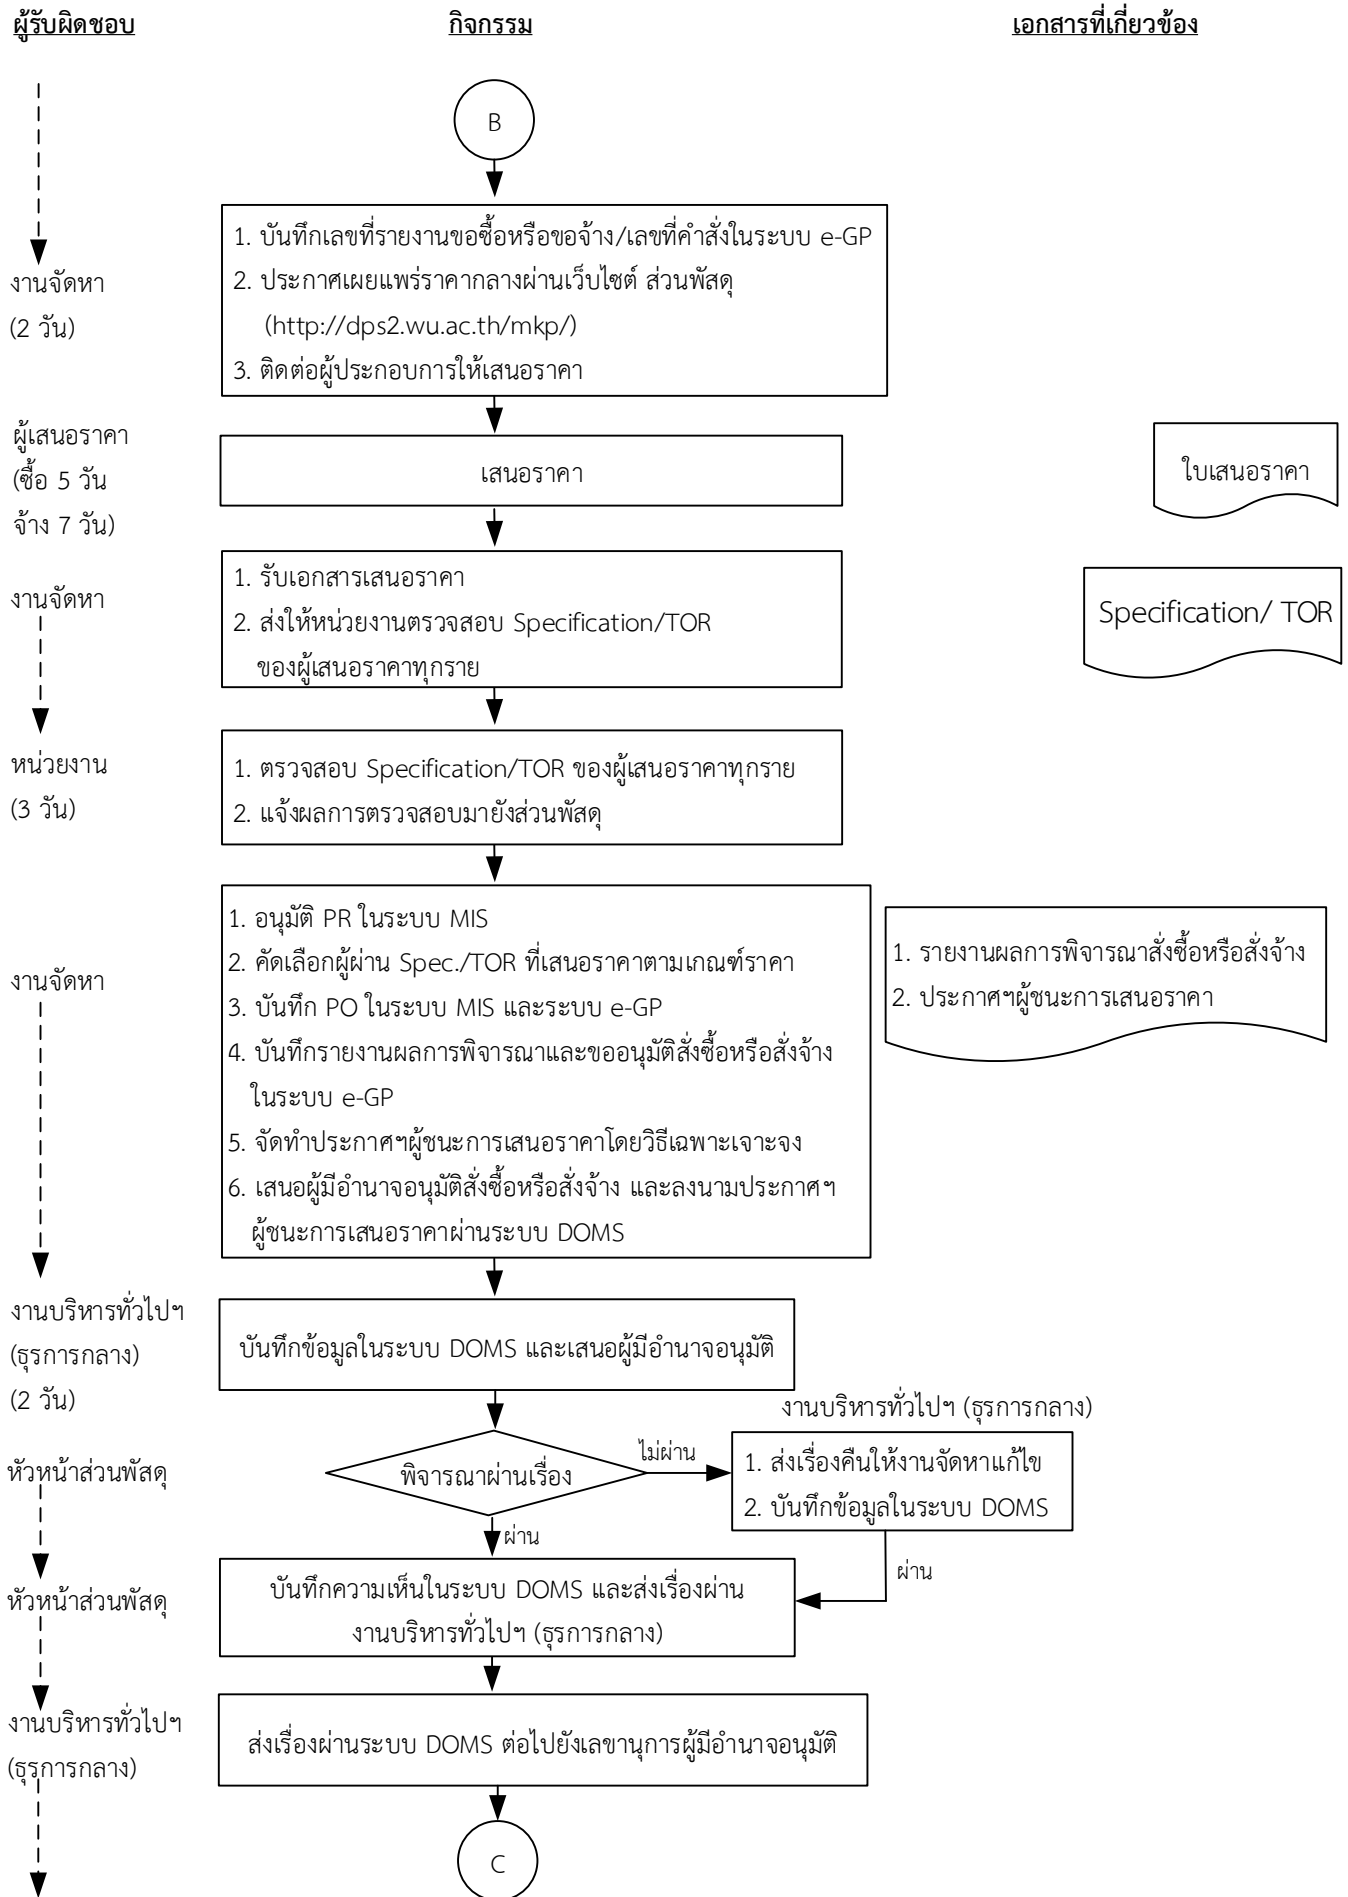 ผู้รับผิดชอบ
กิจกรรม
เอกสารที่เกี่ยวข้อง
B
งานจัดหา
(2 วัน)
1. บันทึกเลขที่รายงานขอซื้อหรือขอจ้าง/เลขที่คำสั่งในระบบ e-GP
2. ประกาศเผยแพร่ราคากลางผ่านเว็บไซต์ ส่วนพัสดุ
(http://dps2.wu.ac.th/mkp/)
3. ติดต่อผู้ประกอบการให้เสนอราคา
ผู้เสนอราคา
(ซื้อ 5 วัน
จ้าง 7 วัน)
เสนอราคา
ใบเสนอราคา
งานจัดหา
1. รับเอกสารเสนอราคา
2. ส่งให้หน่วยงานตรวจสอบ Specification/TOR
ของผู้เสนอราคาทุกราย
Specification/ TOR
หน่วยงาน
(3 วัน)
1. ตรวจสอบ Specification/TOR ของผู้เสนอราคาทุกราย
2. แจ้งผลการตรวจสอบมายังส่วนพัสดุ
งานจัดหา
1. อนุมัติ PR ในระบบ MIS
2. คัดเลือกผู้ผ่าน Spec./TOR ที่เสนอราคาตามเกณฑ์ราคา
3. บันทึก PO ในระบบ MIS และระบบ e-GP
4. บันทึกรายงานผลการพิจารณาและขออนุมัติสั่งซื้อหรือสั่งจ้าง
ในระบบ e-GP
5. จัดทำประกาศฯผู้ชนะการเสนอราคาโดยวิธีเฉพาะเจาะจง
6. เสนอผู้มีอำนาจอนุมัติสั่งซื้อหรือสั่งจ้าง และลงนามประกาศฯ
ผู้ชนะการเสนอราคาผ่านระบบ DOMS
1. รายงานผลการพิจารณาสั่งซื้อหรือสั่งจ้าง
2. ประกาศฯผู้ชนะการเสนอราคา
งานบริหารทั่วไปฯ
(ธุรการกลาง)
(2 วัน)
บันทึกข้อมูลในระบบ DOMS และเสนอผู้มีอำนาจอนุมัติ
งานบริหารทั่วไปฯ (ธุรการกลาง)
หัวหน้าส่วนพัสดุ
พิจารณาผ่านเรื่อง
ไม่ผ่าน
1. ส่งเรื่องคืนให้งานจัดหาแก้ไข
2. บันทึกข้อมูลในระบบ DOMS
ผ่าน
ผ่าน
หัวหน้าส่วนพัสดุ
บันทึกความเห็นในระบบ DOMS และส่งเรื่องผ่าน
งานบริหารทั่วไปฯ (ธุรการกลาง)
งานบริหารทั่วไปฯ
(ธุรการกลาง)
ส่งเรื่องผ่านระบบ DOMS ต่อไปยังเลขานุการผู้มีอำนาจอนุมัติ
C